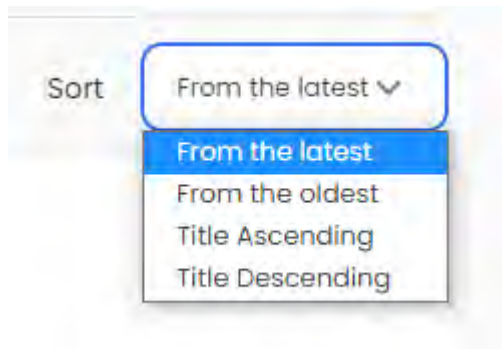 Sort From the latest
From the latest
From the oldest
Title Ascending
Title Descending